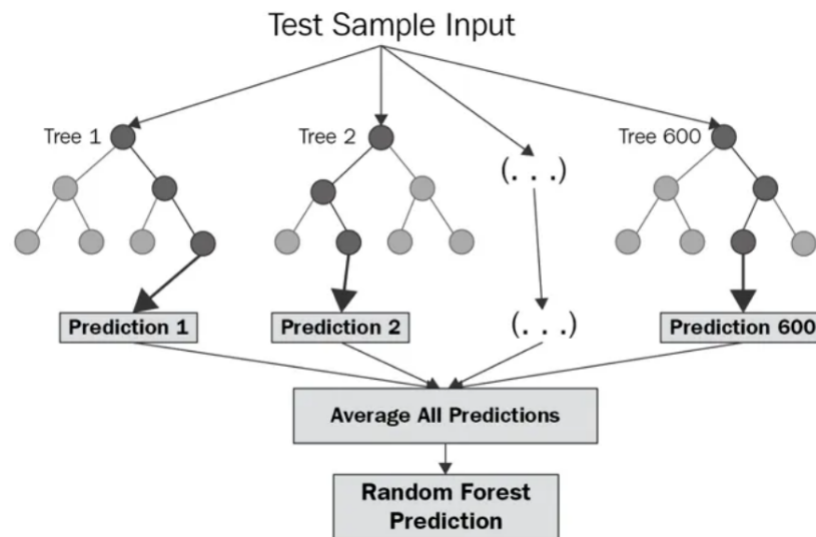 Test Sample Input
Tree 1
Tree 2
(. . .)
Tree 600
Prediction 1
Prediction 2
(. . .)
Prediction 600
Average All Predictions
Random Forest
Prediction